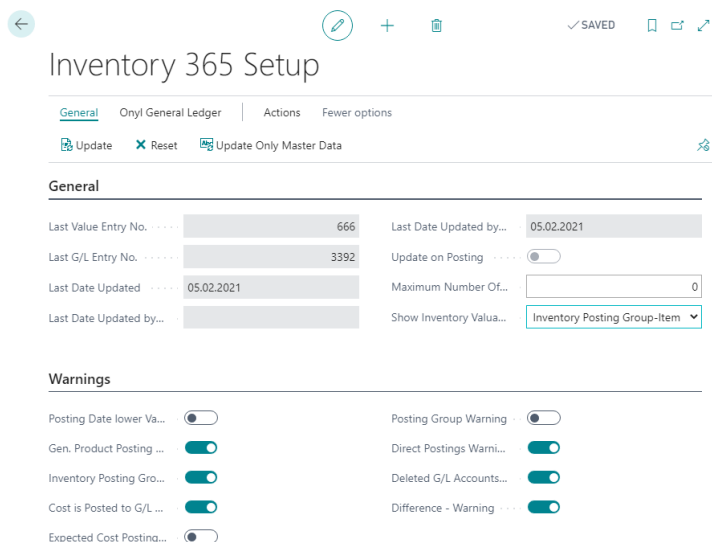 SAVED
Inventory 365 Setup
General Onyl General Ledger Actions Fewer options
Update Reset Update Only Master Data
General
Last Value Entry No. 666
Last G/L Entry No. 3392
Last Date Updated 05.02.2021
Last Date Updated by...
Last Date Updated by... 05.02.2021
Update on Posting
Maximum Number Of... 0
Show Inventory Valua... Inventory Posting Group-Item
Warnings
Posting Date lower Va...
Gen. Product Posting ...
Inventory Posting Gro...
Cost is Posted to G/L ...
Expected Cost Posting...
Posting Group Warning
Direct Postings Warni...
Deleted G/L Accounts...
Difference - Warning